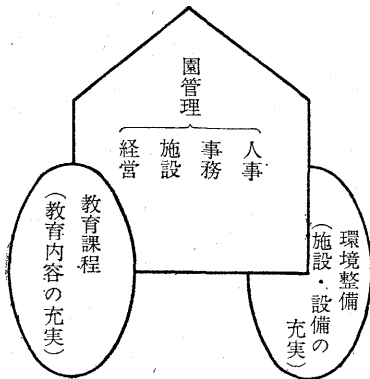 園管理
人事
事務
施設
経営
環境整備
（施設・設備の
充実）
教育課程
（教育内容の充実）